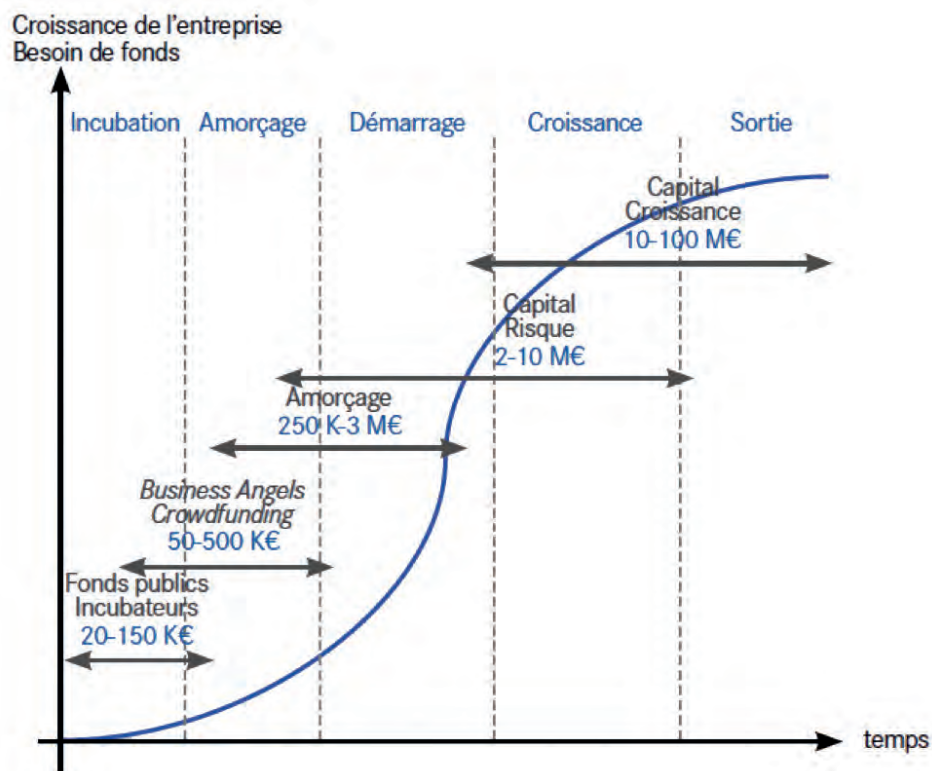 Croissance de l'entreprise
Besoin de fonds
Incubation Amorçage Démarrage Croissance Sortie
Capital
Croissance
10-100 M€
Capital
Risque
2-10 M€
Amorçage
250 K-3 M€
Business Angels
Crowdfunding
50-500 K€
Fonds publics
Incubateurs
20-150 K€
temps